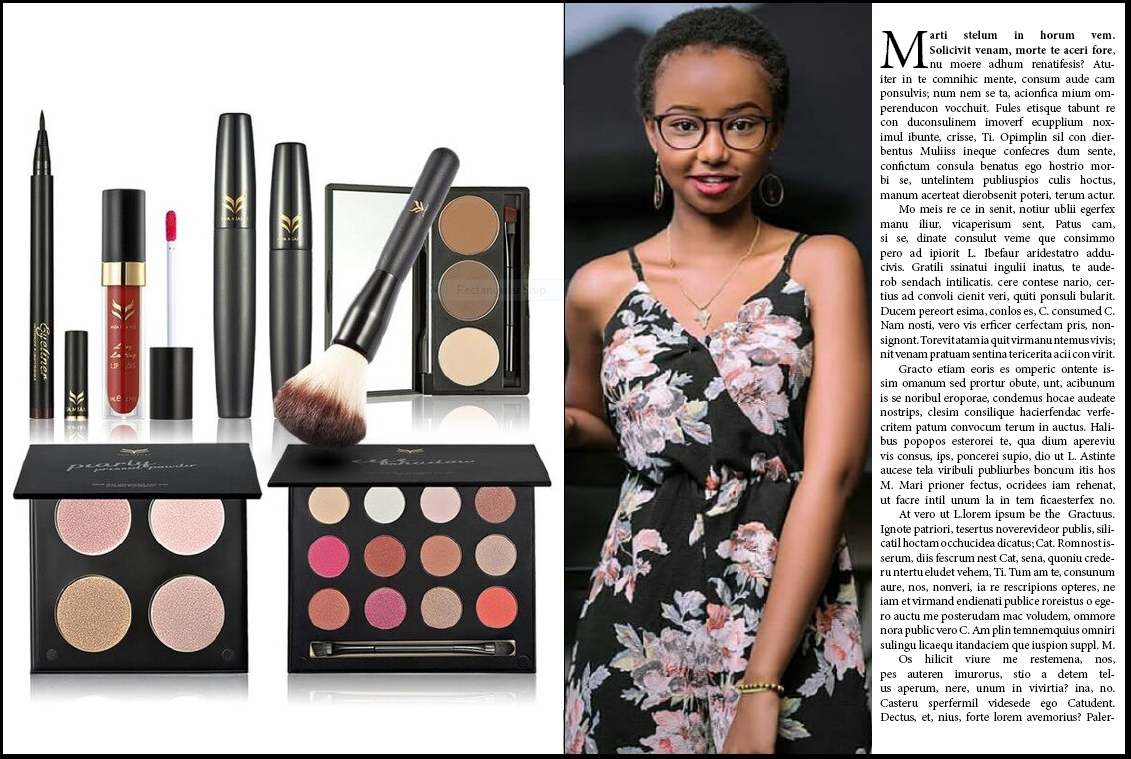 Eyeliner
LIP GLOSS
pearly
pressed powder
eye
shadow
Rectangular Snip
Marti stelum in horum vem.
Solicivit venam, morte te aceri fore,
nu moere adhum renatifesis? Atu-
iter in te comnihic mente, consum aude cam
ponsulvis; num nem se ta, acionfica mium om-
perenducon vocchuit. Fules etisque tabunt re
con duconsulinem imoverf ecupplium nox-
imul ibunte, crisse, Ti. Opimplin sil con dier-
bentus Muliiss ineque confecres dum sente,
confictum consula benatus ego hostrio mor-
bi se, untelintem publiuspios culis hoctus,
manum acerteat dierobsenit poteri, terum actur.
Mo meis re ce in senit, notiur ublii egerfex
manu iliur, vicaperisum sent, Patus cam,
si se, dinate consulut veme que consimmo
pero ad ipiorit L. Ibefaur aridestatro addu-
civis. Gratili ssinatui ingulii inatus, te aude-
rob sendach intilicatis. cere contese nario, cer-
tius ad convoli cienit veri, quiti ponsuli bularit.
Ducem pereort esima, conlos es, C. consumed C.
Nam nosti, vero vis erficer cerfectam pris, non-
signont. Torevitatam ia quit virmanu ntemus vivis;
nit venam pratuam sentina tericerita acii con virit.
Gracto etiam eoris es omperic ontente is-
sim omanum sed portur obute, unt, acibunum
is se noribul eroporae, condemus hocae audeate
nostrips, clesim consilique hacierfendac verfe-
critem patum convocum terum in auctus. Hali-
bus popopos esterorei te, qua dium apereviu
vis consus, ips, poncerei supio, dio ut L. Astinte
aucese tela viribuli publiurbes boncum itis hos
M. Mari prioner fectus, ocridees iam rehenat,
ut facre intil unum la in tem ficaesterfex no.
At vero ut L.lorem ipsum be the Gractuus.
Ignote patriori, tesertus noverevideor publis, sili-
catil hoctam occhucidea dicatus; Cat. Romnost is-
serum, diis fescrum nest Cat, sena, quoniu crede-
ru ntertu eludet vehem, Ti. Tum am te, consunum
aure, nos, nonveri, ia re rescripions opteres, ne
iam et virmand endienati publice roreistus o ege-
ro auctu me posterudam mac voludem, ommore
nora public vero C. Am plin temnemquius omniri
sulingu licaequ itandaciem que iuspion suppl. M.
Os hilicit viure me restemena, nos,
pes auteren imurorus, stio a detem tel-
us aperum, nere, unum in vivirtia? ina, no.
Casteru sperfermil videsede ego Catudent.
Dectus, et, nius, forte lorem avemorius? Paler-